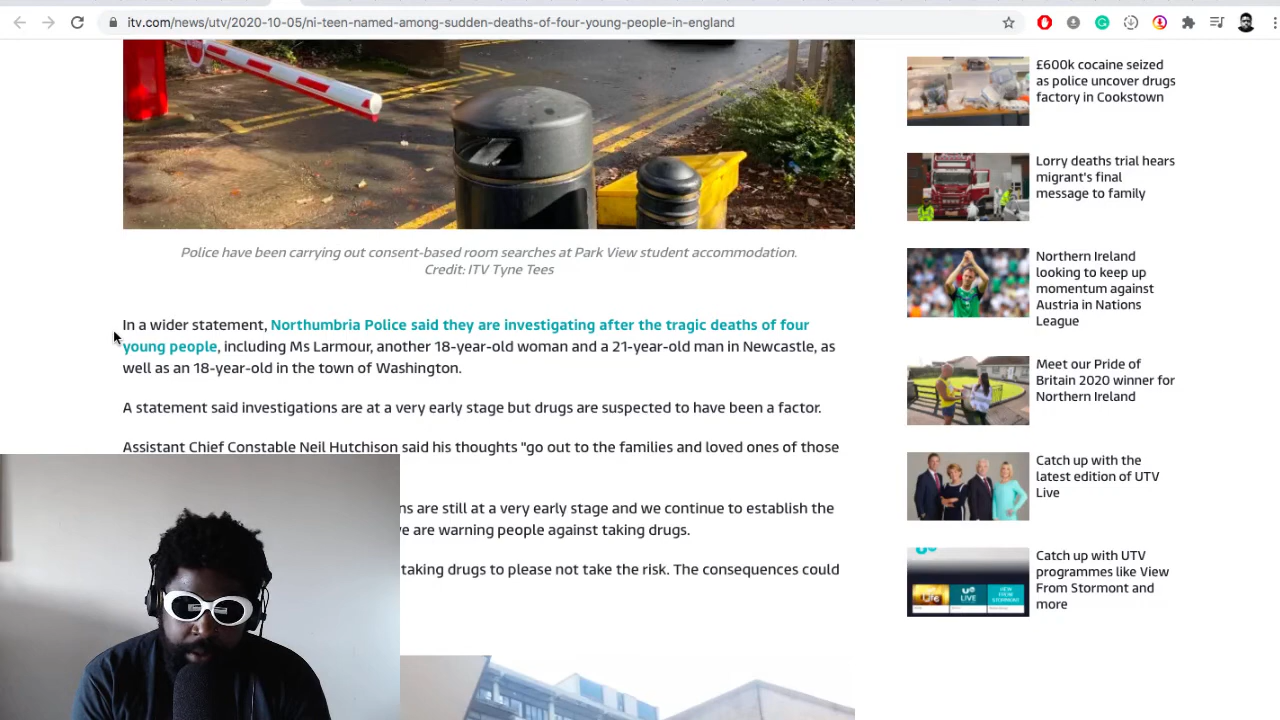 itv.com/news/utv/2020-10-05/ni-teen-named-among-sudden-deaths-of-four-young-people-in-england
Police have been carrying out consent-based room searches at Park View student accommodation.
Credit: ITV Tyne Tees
In a wider statement, Northumbria Police said they are investigating after the tragic deaths of four
young people, including Ms Larmour, another 18-year-old woman and a 21-year-old man in Newcastle, as
well as an 18-year-old in the town of Washington.
A statement said investigations are at a very early stage but drugs are suspected to have been a factor.
Assistant Chief Constable Neil Hutchison said his thoughts "go out to the families and loved ones of those
are still at a very early stage and we continue to establish the
are warning people against taking drugs.
taking drugs to please not take the risk. The consequences could
£600k cocaine seized
as police uncover drugs
factory in Cookstown
Lorry deaths trial hears
migrant's final
message to family
Northern Ireland
looking to keep up
momentum against
Austria in Nations
League
Meet our Pride of
Britain 2020 winner for
Northern Ireland
Catch up with the
latest edition of UTV
Live
Catch up with UTV
programmes like View
From Stormont and
more